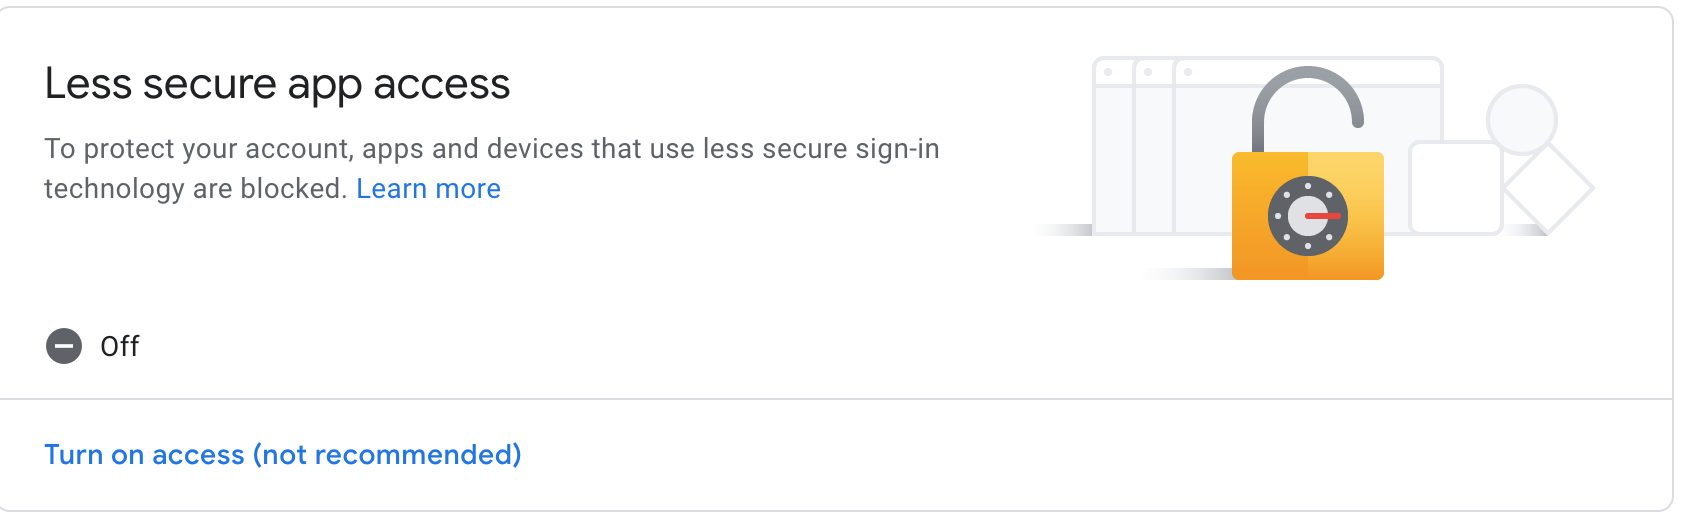 Less secure app access
To protect your account, apps and devices that use less secure sign-in
technology are blocked. Learn more
Off
Turn on access (not recommended)